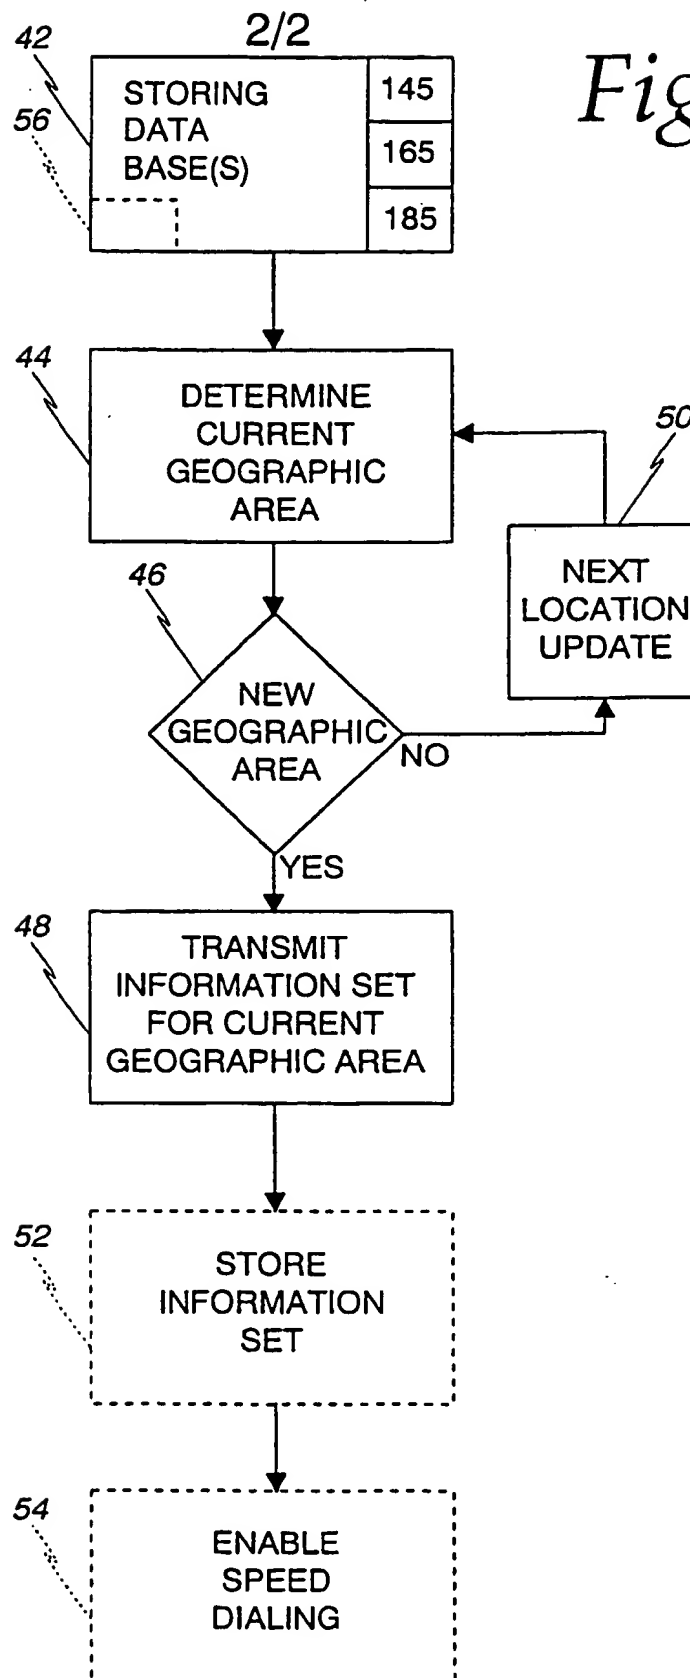 2/2
Fig
42
STORING
DATA
BASE(S)
145
165
185
56
44
DETERMINE
CURRENT
GEOGRAPHIC
AREA
50
NEXT
LOCATION
UPDATE
46
NEW
GEOGRAPHIC
AREA
NO
YES
48
TRANSMIT
INFORMATION SET
FOR CURRENT
GEOGRAPHIC AREA
52
STORE
INFORMATION
SET
54
ENABLE
SPEED
DIALING